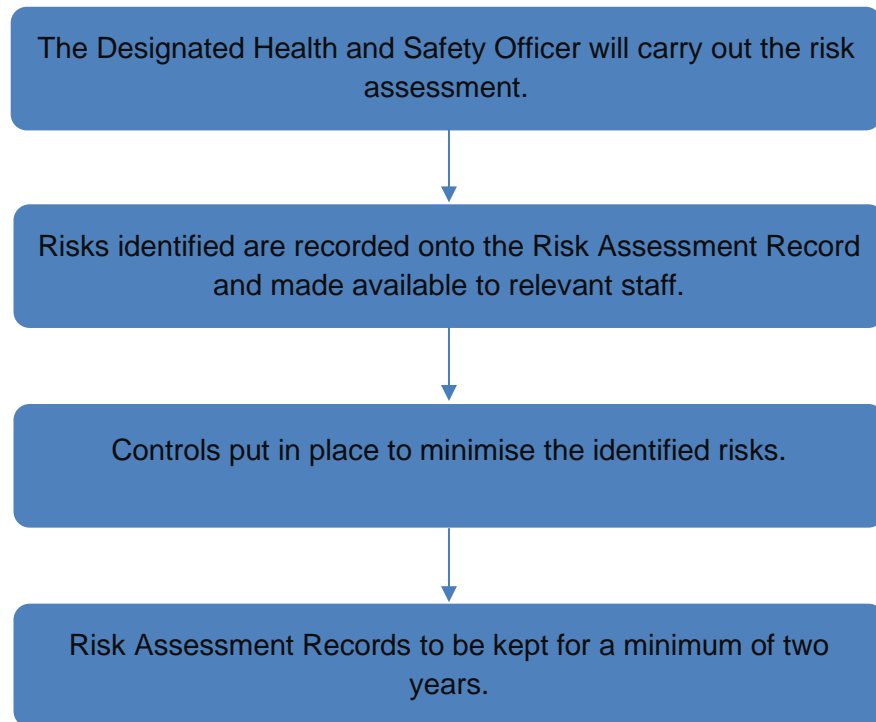 The Designated Health and Safety Officer will carry out the risk
assessment.
Risks identified are recorded onto the Risk Assessment Record
and made available to relevant staff.
Controls put in place to minimise the identified risks.
Risk Assessment Records to be kept for a minimum of two
years.